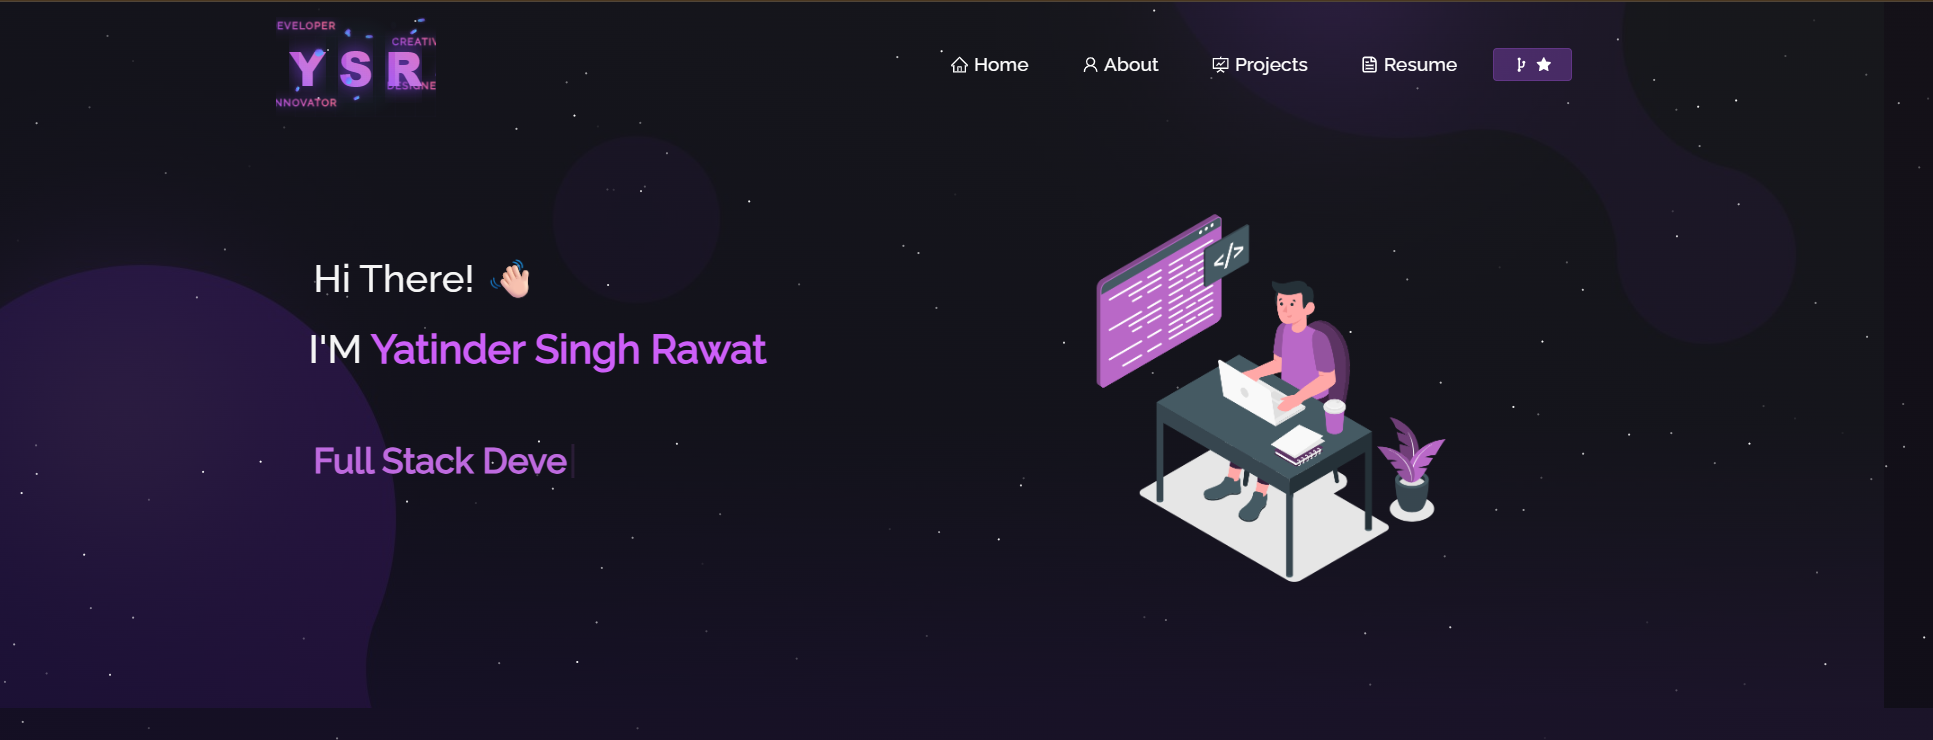 EVELOPER
CREATIV
YSR
DESIGNE
NNOVATOR
Home
About
Projects
Resume
Hi There! 👋🏻
I'M Yatinder Singh Rawat
Full Stack Deve
</>